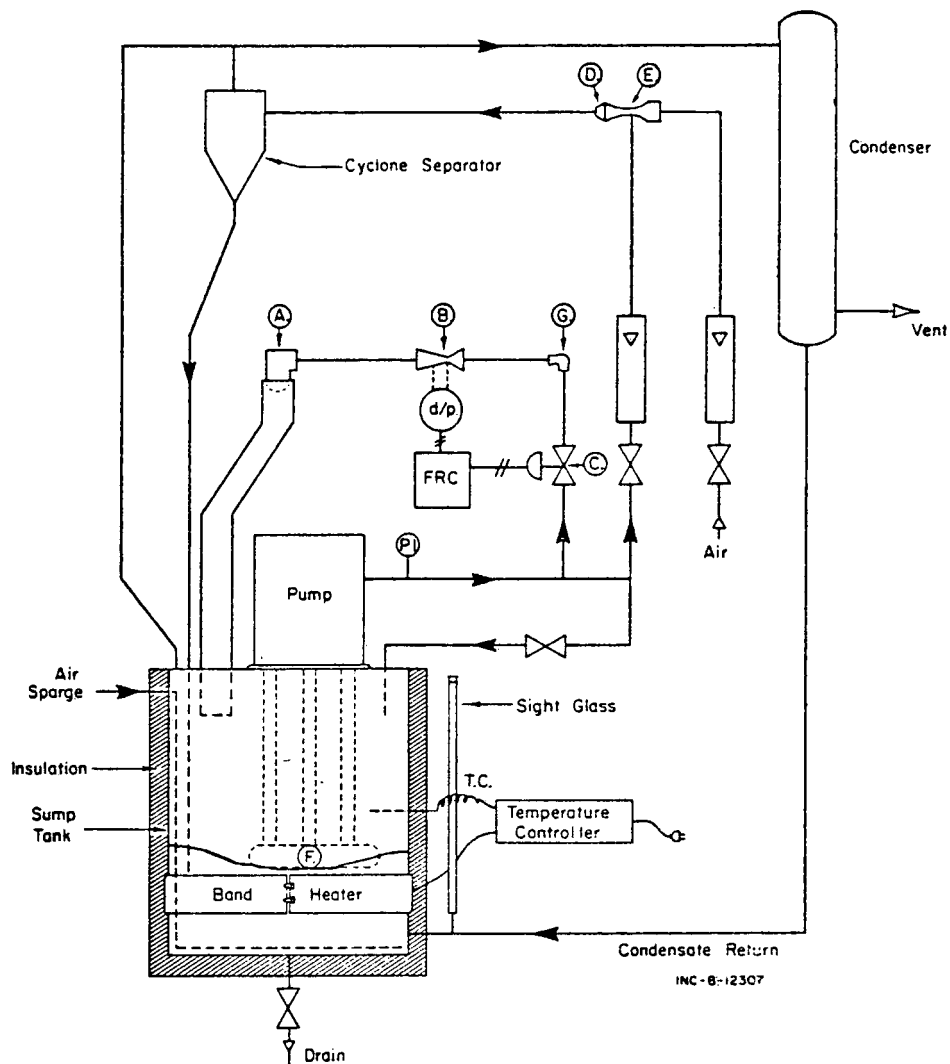 D.
E.
Condenser
Cyclone Separator
A.
B
G.
Vent
d/p.
FRC
C.
Air
PI
Pump
Air
Sparge
Sight Glass
Insulation
T.C.
Temperature
Controller
Sump
Tank
F.
Band Heater
Condensate Return
INC-B-12307
Drain